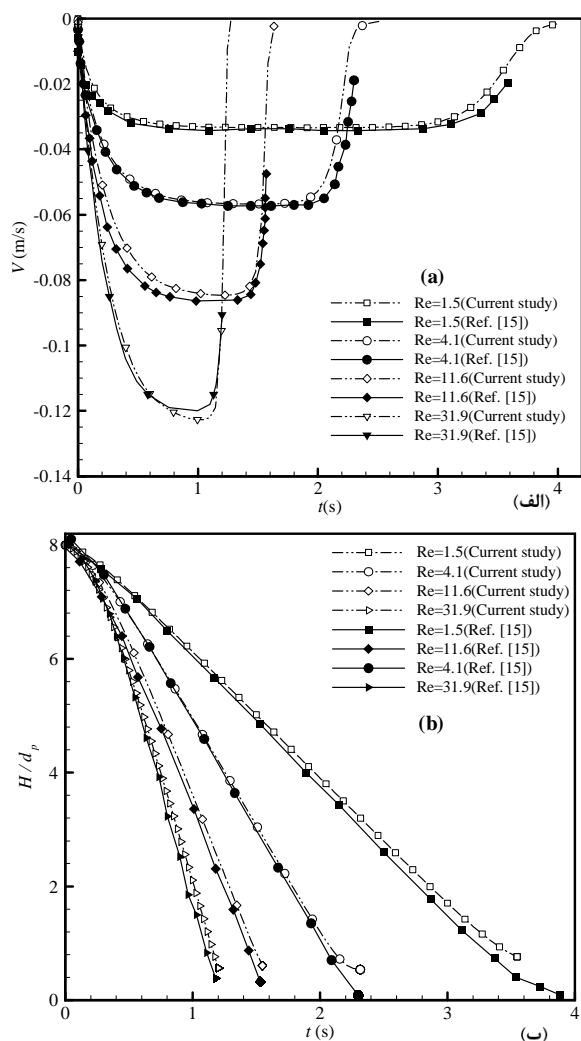 0
-0.02
-0.04
-0.06
-0.08
-0.1
-0.12
-0.14
V (m/s)
(a)
Re=1.5(Current study)
Re=1.5(Ref. [15])
Re=4.1(Current study)
Re=4.1(Ref. [15])
Re=11.6(Current study)
Re=11.6(Ref. [15])
Re=31.9(Current study)
Re=31.9(Ref. [15])
0 1 2 3 4
t(s)
(الف)
8
6
4
2
0
H / d_p
Re=1.5(Current study)
Re=4.1(Current study)
Re=11.6(Current study)
Re=31.9(Current study)
Re=1.5(Ref. [15])
Re=11.6(Ref. [15])
Re=4.1(Ref. [15])
Re=31.9(Ref. [15])
(b)
0 1 2 3 4
t (s)
(ب)